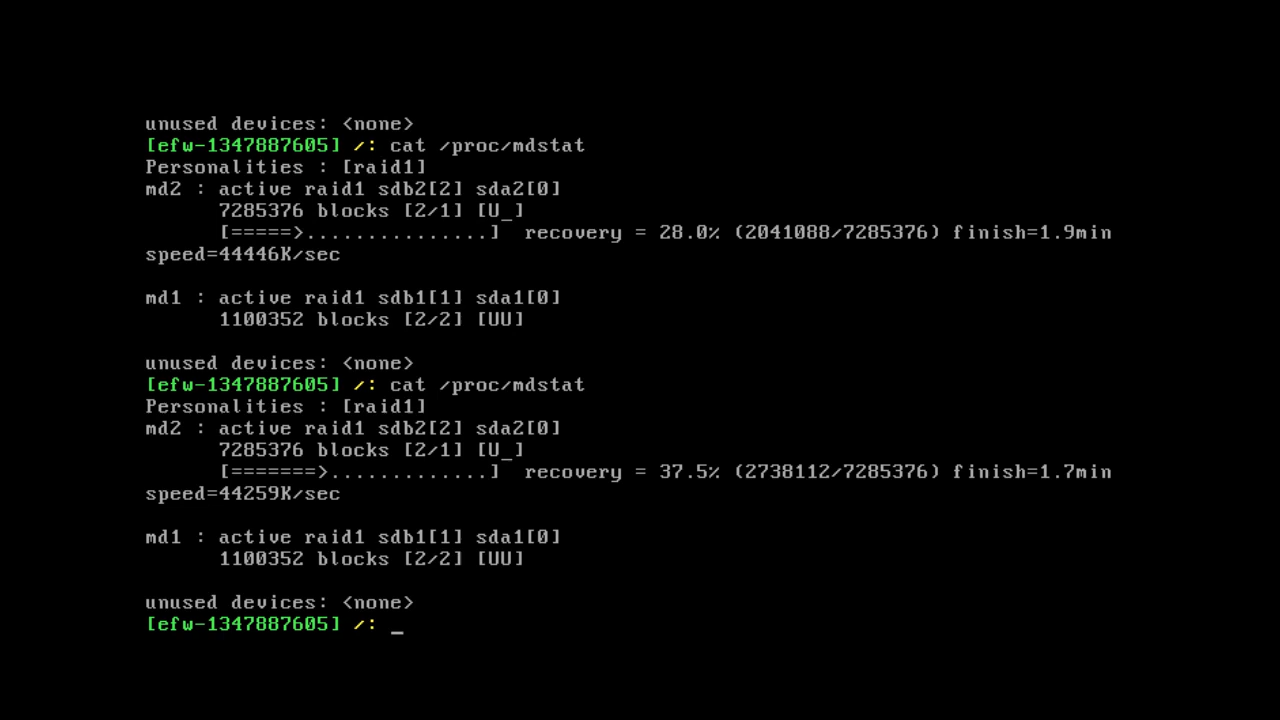 unused devices: <none>
[efw-1347887605] /: cat /proc/mdstat
Personalities : [raid1]
md2 : active raid1 sdb2[2] sda2[0]
      7285376 blocks [2/1] [U_]
      [=====>...............]  recovery = 28.0% (2041088/7285376) finish=1.9min
speed=44446K/sec

md1 : active raid1 sdb1[1] sda1[0]
      1100352 blocks [2/2] [UU]

unused devices: <none>
[efw-1347887605] /: cat /proc/mdstat
Personalities : [raid1]
md2 : active raid1 sdb2[2] sda2[0]
      7285376 blocks [2/1] [U_]
      [=======>.............]  recovery = 37.5% (2738112/7285376) finish=1.7min
speed=44259K/sec

md1 : active raid1 sdb1[1] sda1[0]
      1100352 blocks [2/2] [UU]

unused devices: <none>
[efw-1347887605] /: _